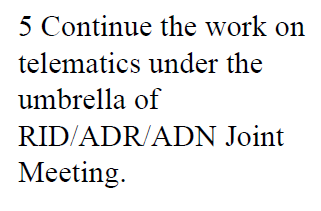 5 Continue the work on
telematics under the
umbrella of
RID/ADR/ADN Joint
Meeting.